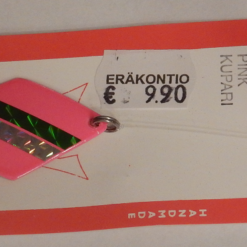 ERÄKONTIO
€ 9.90
PINK
KUPARI
HANDMADE